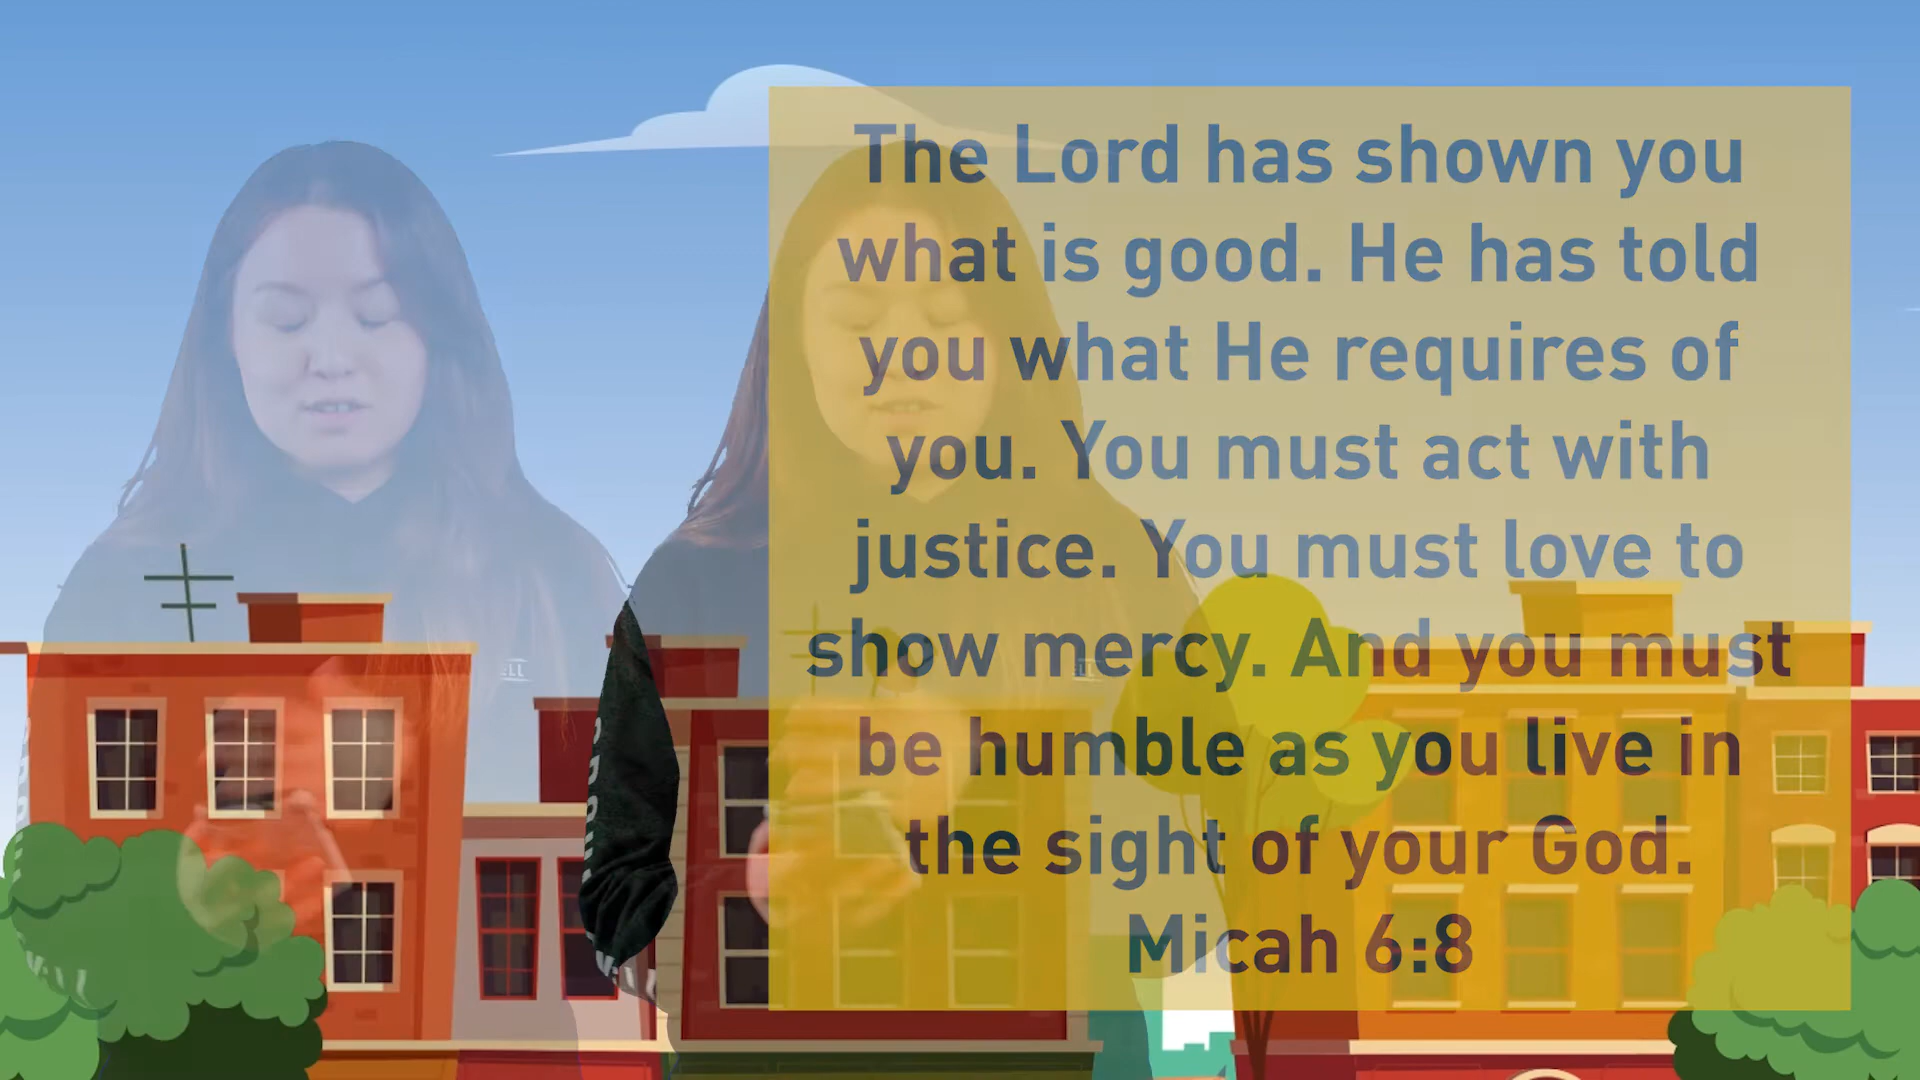 The Lord has shown you
what is good. He has told
you what He requires of
you. You must act with
justice. You must love to
show mercy. And you must
be humble as you live in
the sight of your God.
Micah 6:8